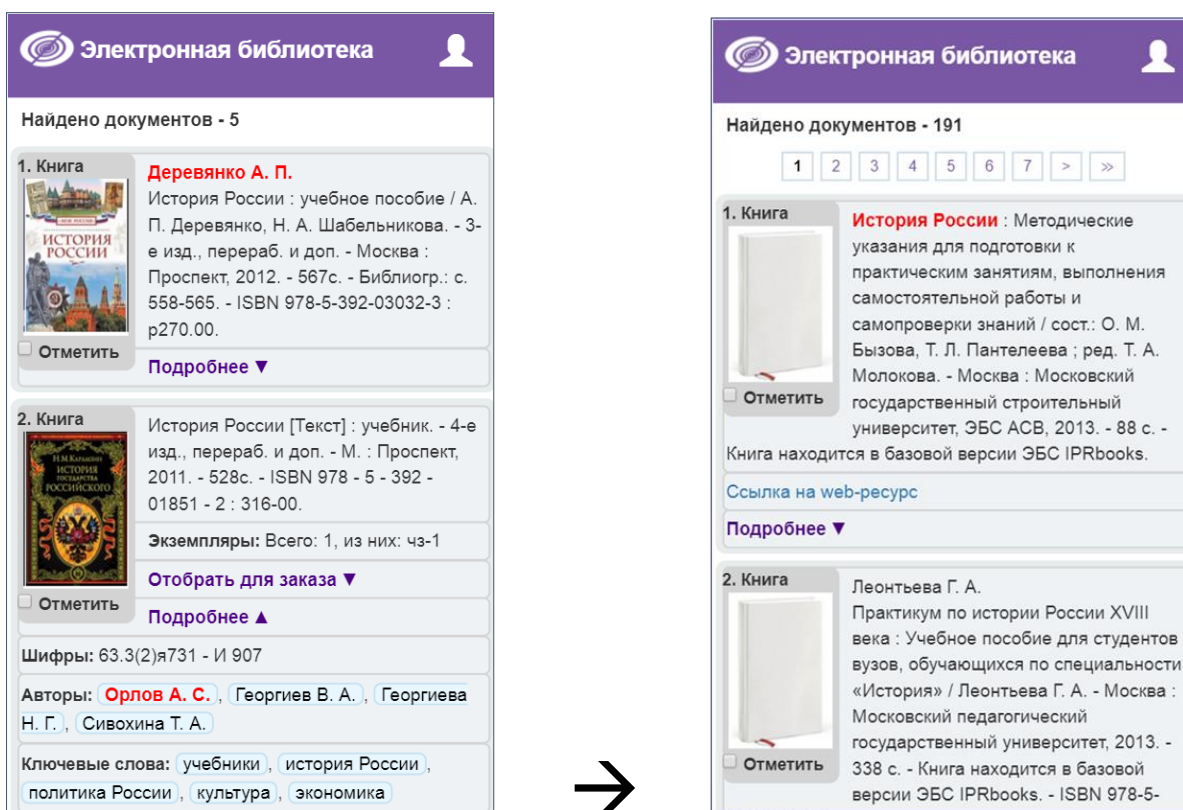 Электронная библиотека
Найдено документов - 5
1. Книга
ИСТОРИЯ
РОССИИ
Отметить
Деревянко А. П.
История России : учебное пособие / А.
П. Деревянко, Н. А. Шабельникова. - 3-
е изд., перераб. и доп. - Москва :
Проспект, 2012. - 567с. - Библиогр.: с.
558-565. - ISBN 978-5-392-03032-3 :
р270.00.
Подробнее ▼
2. Книга
Н.М.Карамзин
ИСТОРИЯ
ГОСУДАРСТВА
РОССИЙСКОГО
Отметить
История России [Текст] : учебник. - 4-е
изд., перераб. и доп. - М. : Проспект,
2011. - 528с. - ISBN 978 - 5 - 392 -
01851 - 2 : 316-00.
Экземпляры: Всего: 1, из них: чз-1
Отобрать для заказа ▼
Подробнее ▲
Шифры: 63.3(2)я731 - И 907
Авторы: Орлов А. С. , Георгиев В. А. , Георгиева
Н. Г. , Сивохина Т. А.
Ключевые слова: учебники , история России ,
политика России , культура , экономика
→
Электронная библиотека
Найдено документов - 191
1 2 3 4 5 6 7 > >>
1. Книга
Отметить
История России : Методические
указания для подготовки к
практическим занятиям, выполнения
самостоятельной работы и
самопроверки знаний / сост.: О. М.
Бызова, Т. Л. Пантелеева ; ред. Т. А.
Молокова. - Москва : Московский
государственный строительный
университет, ЭБС АСВ, 2013. - 88 с. -
Книга находится в базовой версии ЭБС IPRbooks.
Ссылка на web-ресурс
Подробнее ▼
2. Книга
Отметить
Леонтьева Г. А.
Практикум по истории России XVIII
века : Учебное пособие для студентов
вузов, обучающихся по специальности
«История» / Леонтьева Г. А. - Москва :
Московский педагогический
государственный университет, 2013. -
338 с. - Книга находится в базовой
версии ЭБС IPRbooks. - ISBN 978-5-